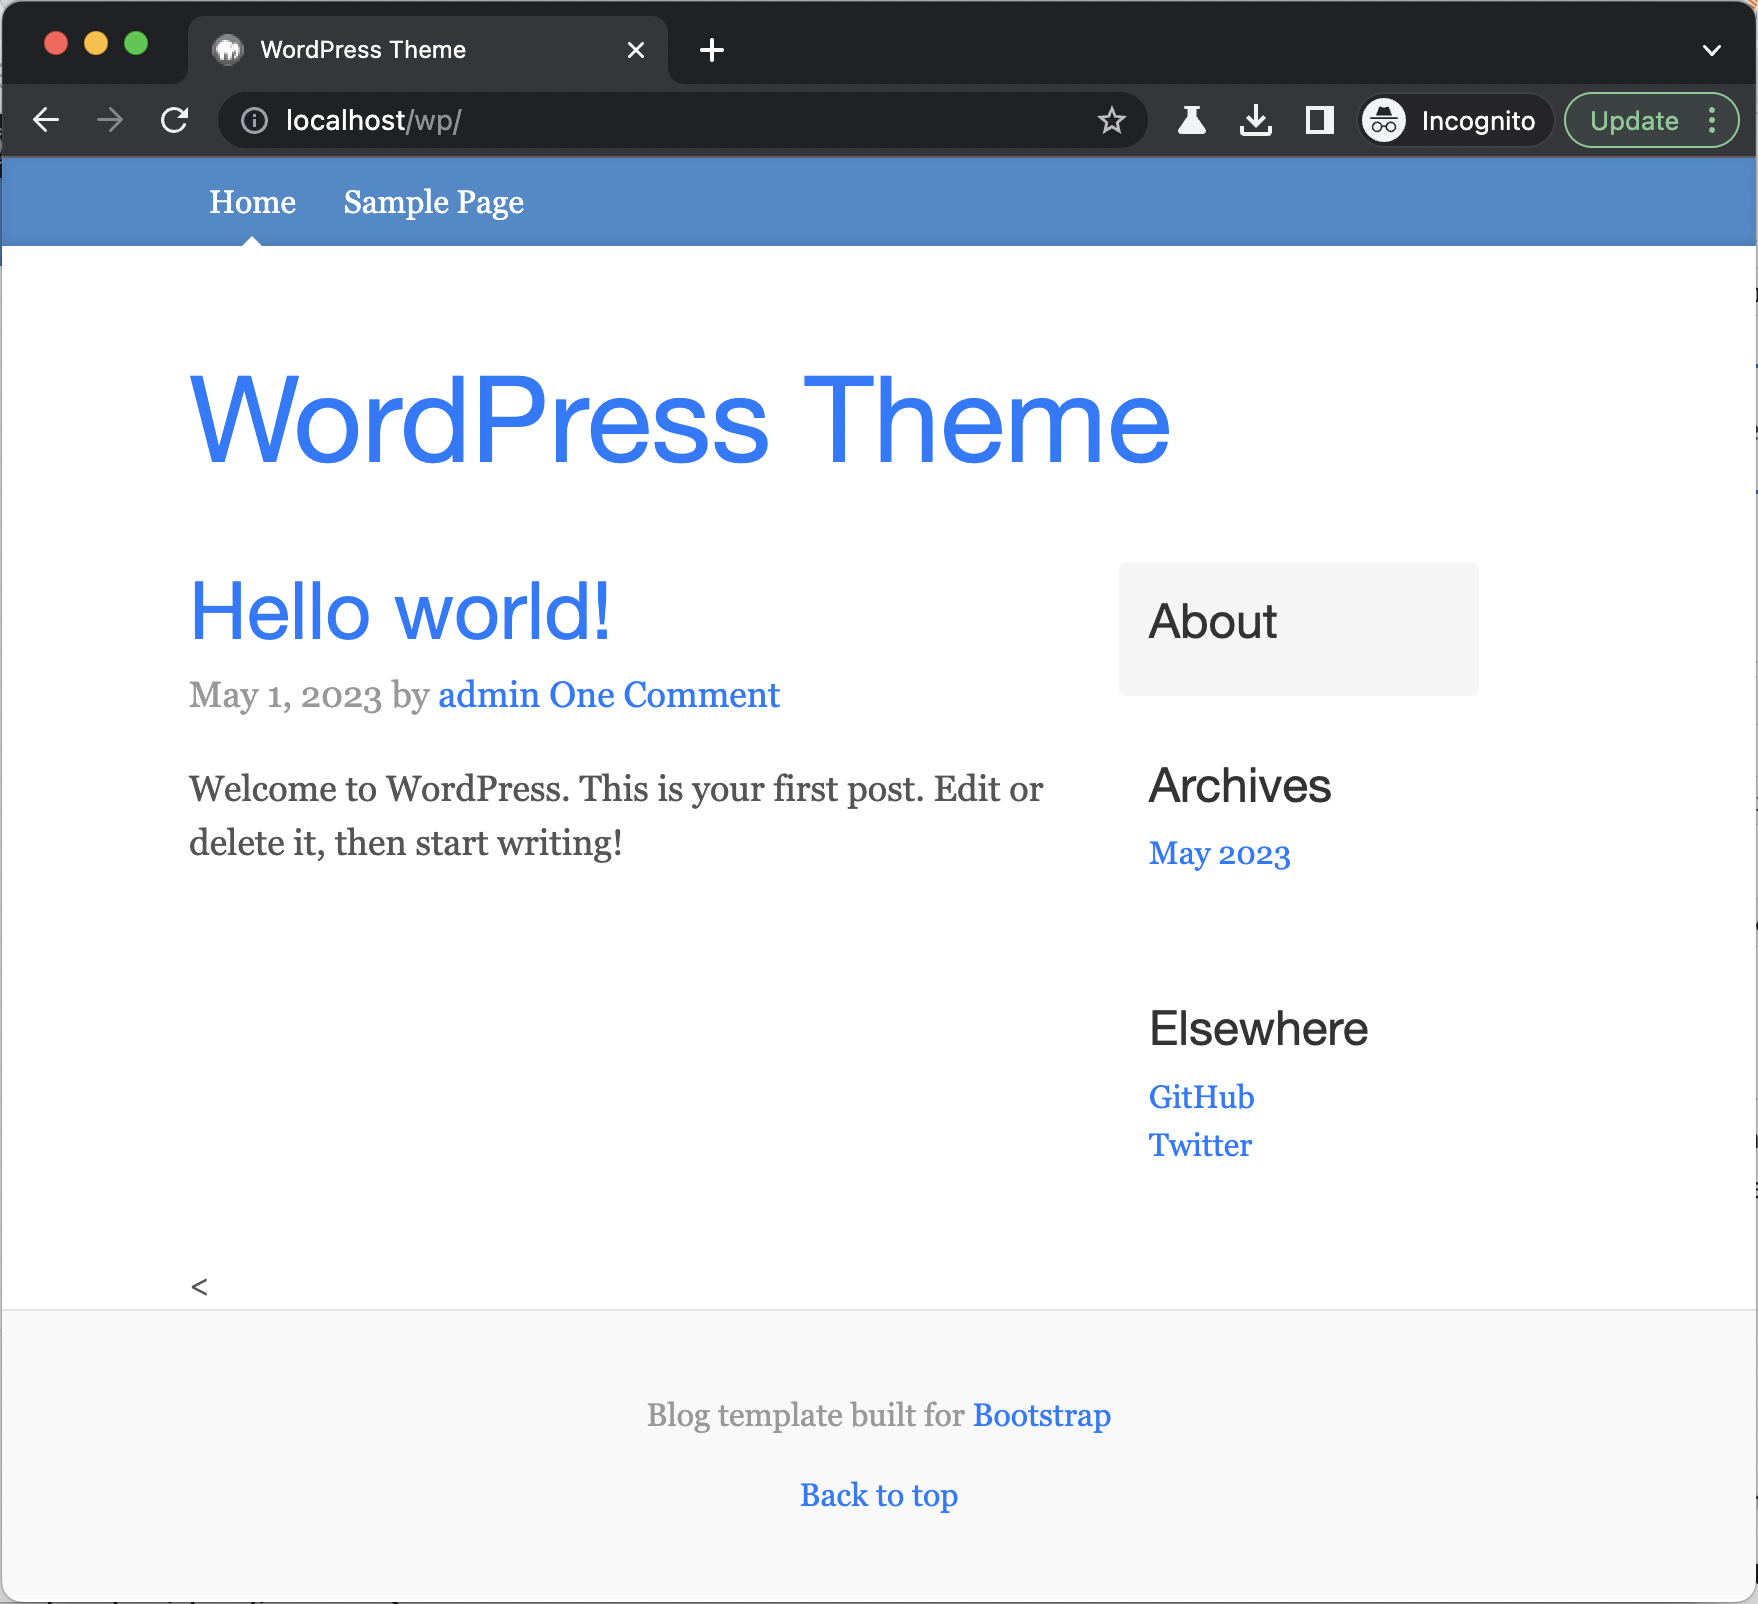 WordPress Theme
localhost/wp/
Incognito
Update
Home
Sample Page
WordPress Theme
Hello world!
May 1, 2023 by admin One Comment
Welcome to WordPress. This is your first post. Edit or
delete it, then start writing!
About
Archives
May 2023
Elsewhere
GitHub
Twitter
<
Blog template built for Bootstrap
Back to top